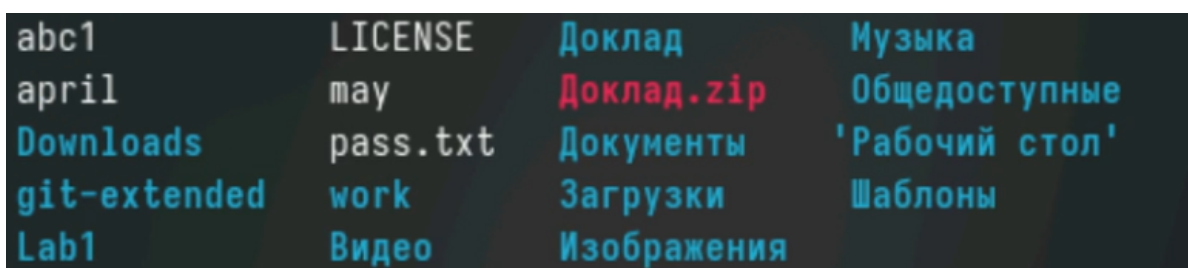 abc1 LICENSE Доклад Музыка
april may Доклад.zip Общедоступные
Downloads pass.txt Документы 'Рабочий стол'
git-extended work Загрузки Шаблоны
Lab1 Видео Изображения